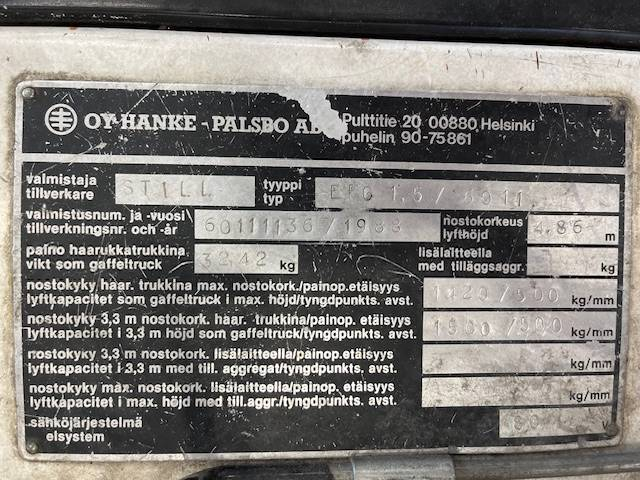 OY HANKE - PALSBO AB Pulttitie 20 00880 Helsinki
puhelin 90-75861
valmistaja STILL tyyppi EFG 1,5/6011
tillverkare typ
valmistusnum. ja -vuosi 60111136/1988 nostokorkeus 4,86 m
tillverkningsnr. och -år lyfthöjd
paino haarukkatrukkina 3242 kg lisälaitteella kg
vikt som gaffeltruck med tilläggsaggr.
nostokyky haar. trukkina max. nostokork./painop.etäisyys 1420/500 kg/mm
lyftkapacitet som gaffeltruck i max. höjd/tyngdpunkts. avst.
nostokyky 3,3 m nostokork. haar. trukkina/painop. etäisyys 1500/500 kg/mm
lyftkapacitet i 3,3 m höjd som gaffeltruck/tyngdpunkts. avst.
nostokyky 3,3 m nostokork. lisälaitteella/painop.etäisyys kg/mm
lyftkapacitet i 3,3 m med till. aggregat/tyngdpunkts. avst.
nostokyky max. nostokork. lisälaitteella/painop. etäisyys kg/mm
lyftkapacitet i max. höjd med till.aggr./tyngdpunkts. avst.
sähköjärjestelmä V
elsystem